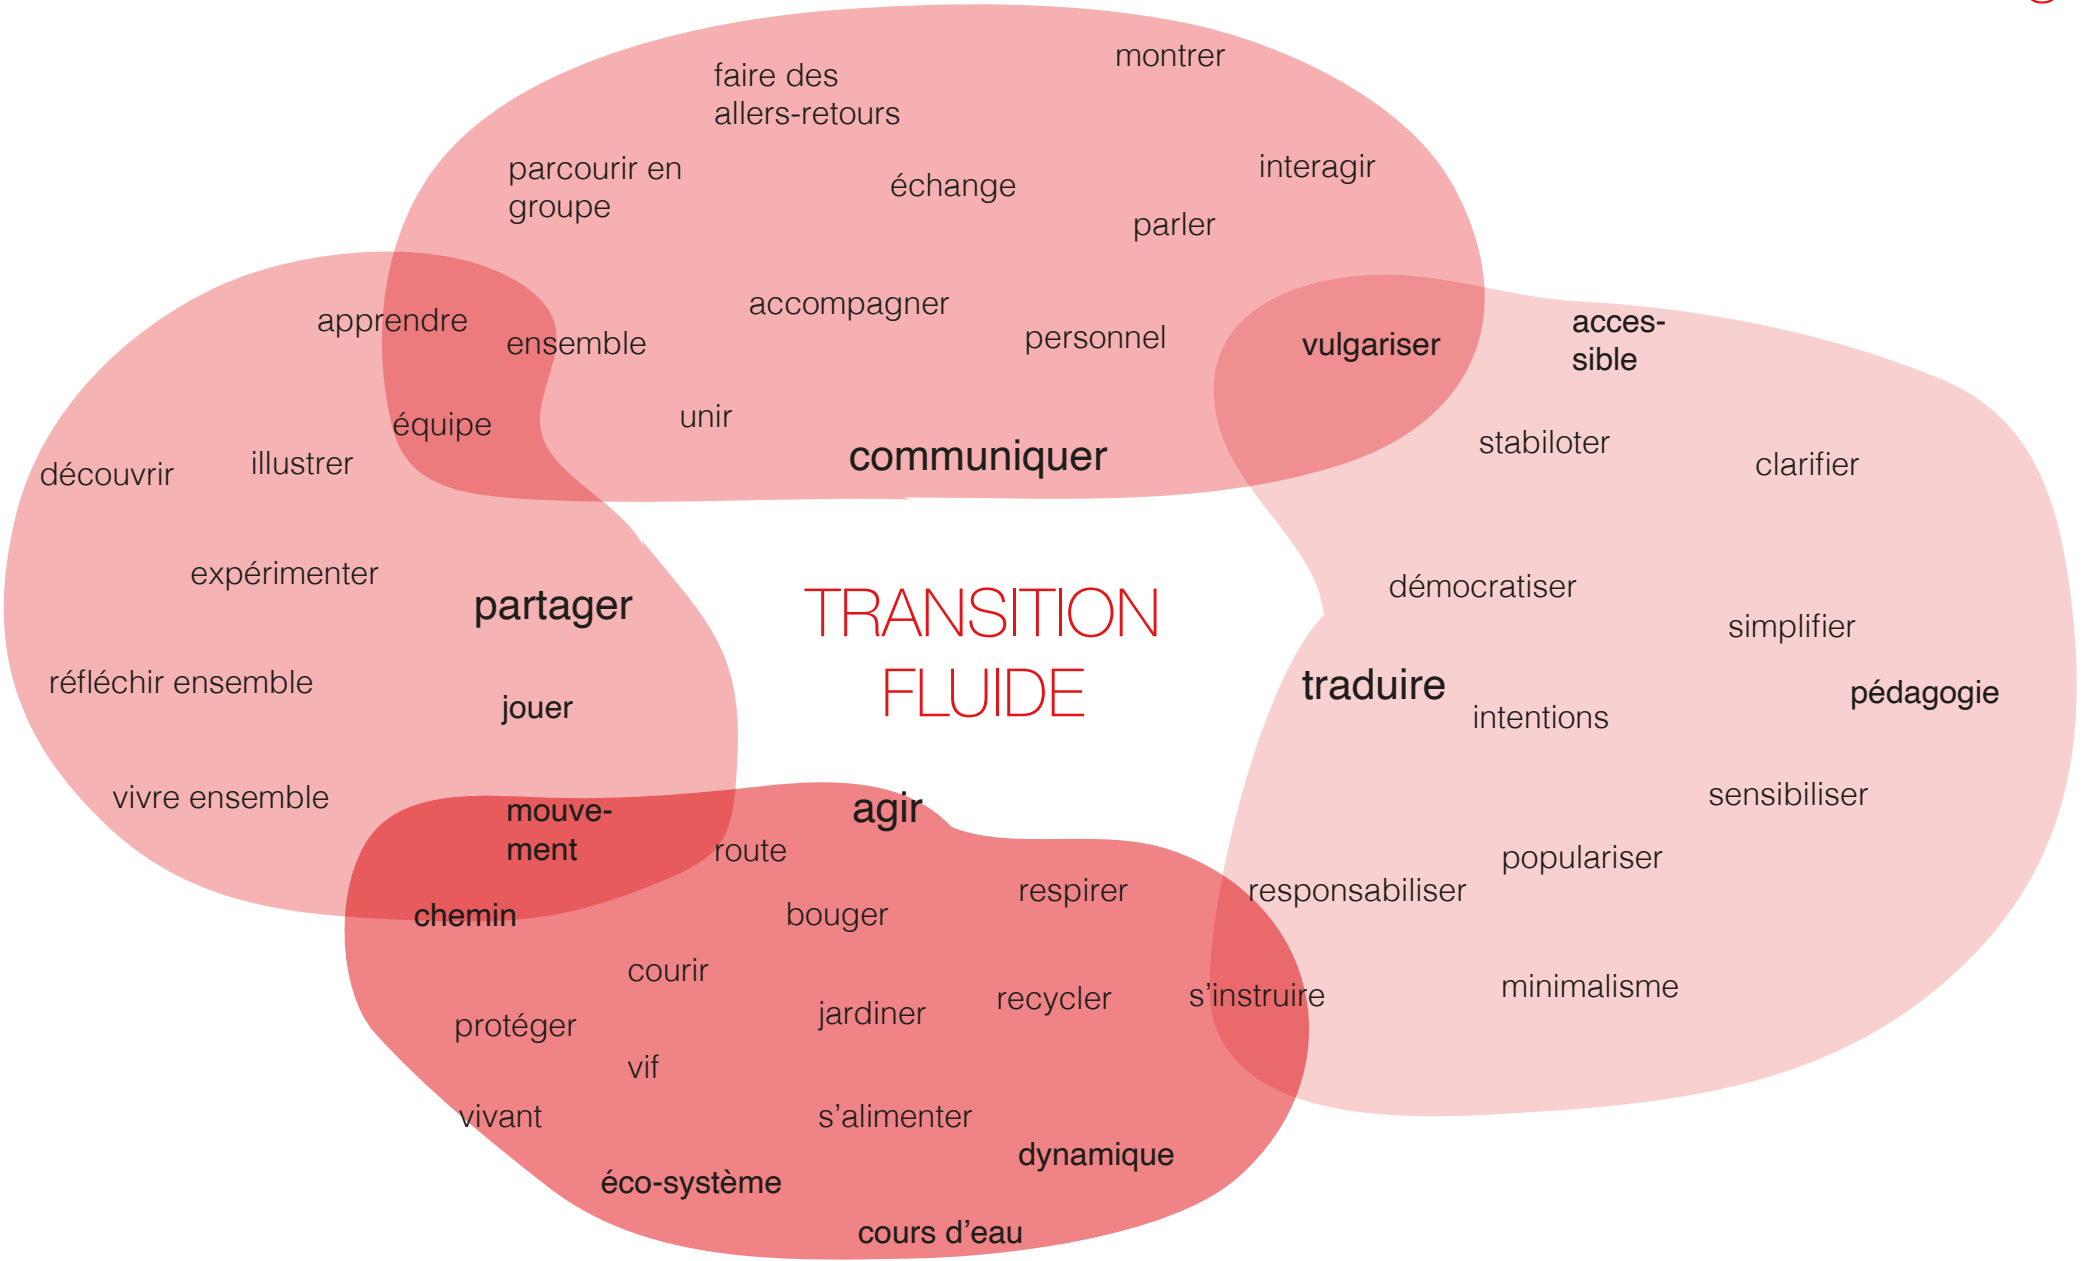 montrer
faire des
allers-retours
parcourir en
groupe
échange
interagir
parler
accompagner
personnel
ensemble
unir
communiquer
apprendre
équipe
découvrir
illustrer
expérimenter
partager
réfléchir ensemble
jouer
vivre ensemble
TRANSITION
FLUIDE
vulgariser
acces-
sible
stabiloter
clarifier
démocratiser
simplifier
traduire
pédagogie
intentions
sensibiliser
populariser
responsabiliser
minimalisme
s’instruire
agir
mouve-
ment
route
chemin
bouger
respirer
courir
jardiner
recycler
protéger
vif
vivant
s’alimenter
dynamique
éco-système
cours d’eau